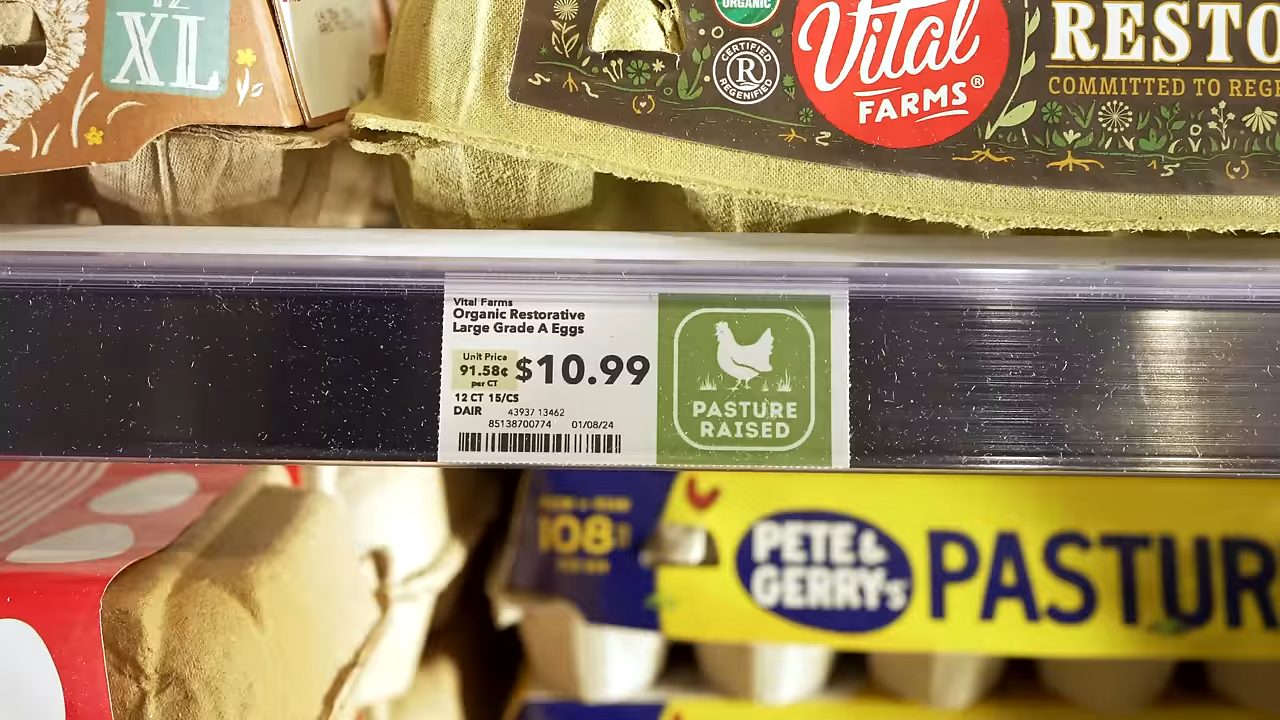 12
XL
ORGANIC
CERTIFIED
R
REGENIFIED
Vital
FARMS®
RESTO
COMMITTED TO REGE
Vital Farms
Organic Restorative
Large Grade A Eggs
Unit Price
91.58¢
per CT
$10.99
12 CT 15/CS
DAIR 43937 13462
85138700774 01/08/24
PASTURE
RAISED
108
PETE &
GERRY'S
PASTUR